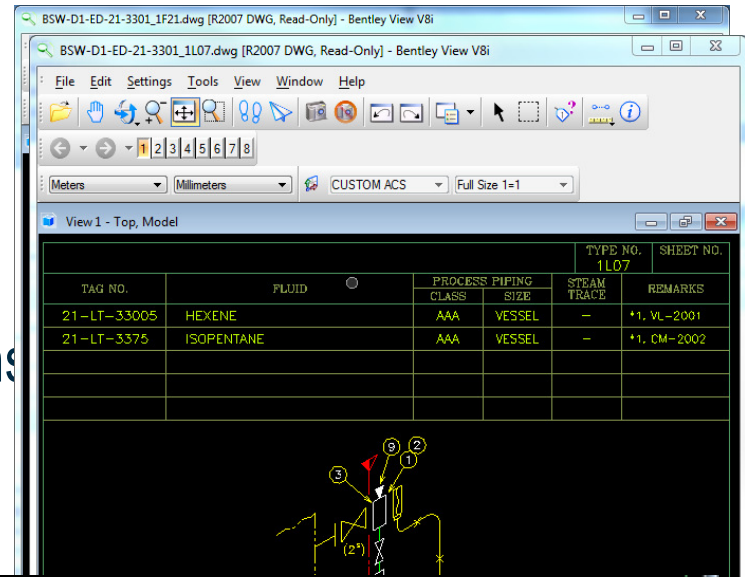 BSW-D1-ED-21-3301_1F21.dwg [R2007 DWG, Read-Only] - Bentley View V8i
BSW-D1-ED-21-3301_1L07.dwg [R2007 DWG, Read-Only] - Bentley View V8i
File Edit Settings Tools View Window Help
1 2 3 4 5 6 7 8
Meters Millimeters CUSTOM ACS Full Size 1=1
View 1 - Top, Model
TYPE NO. SHEET NO.
1L07
TAG NO. FLUID PROCESS PIPING STEAM TRACE REMARKS
CLASS SIZE
21-LT-33005 HEXENE AAA VESSEL - *1, VL-2001
21-LT-3375 ISOPENTANE AAA VESSEL - *1, CM-2002
9 2
3 1
(2")